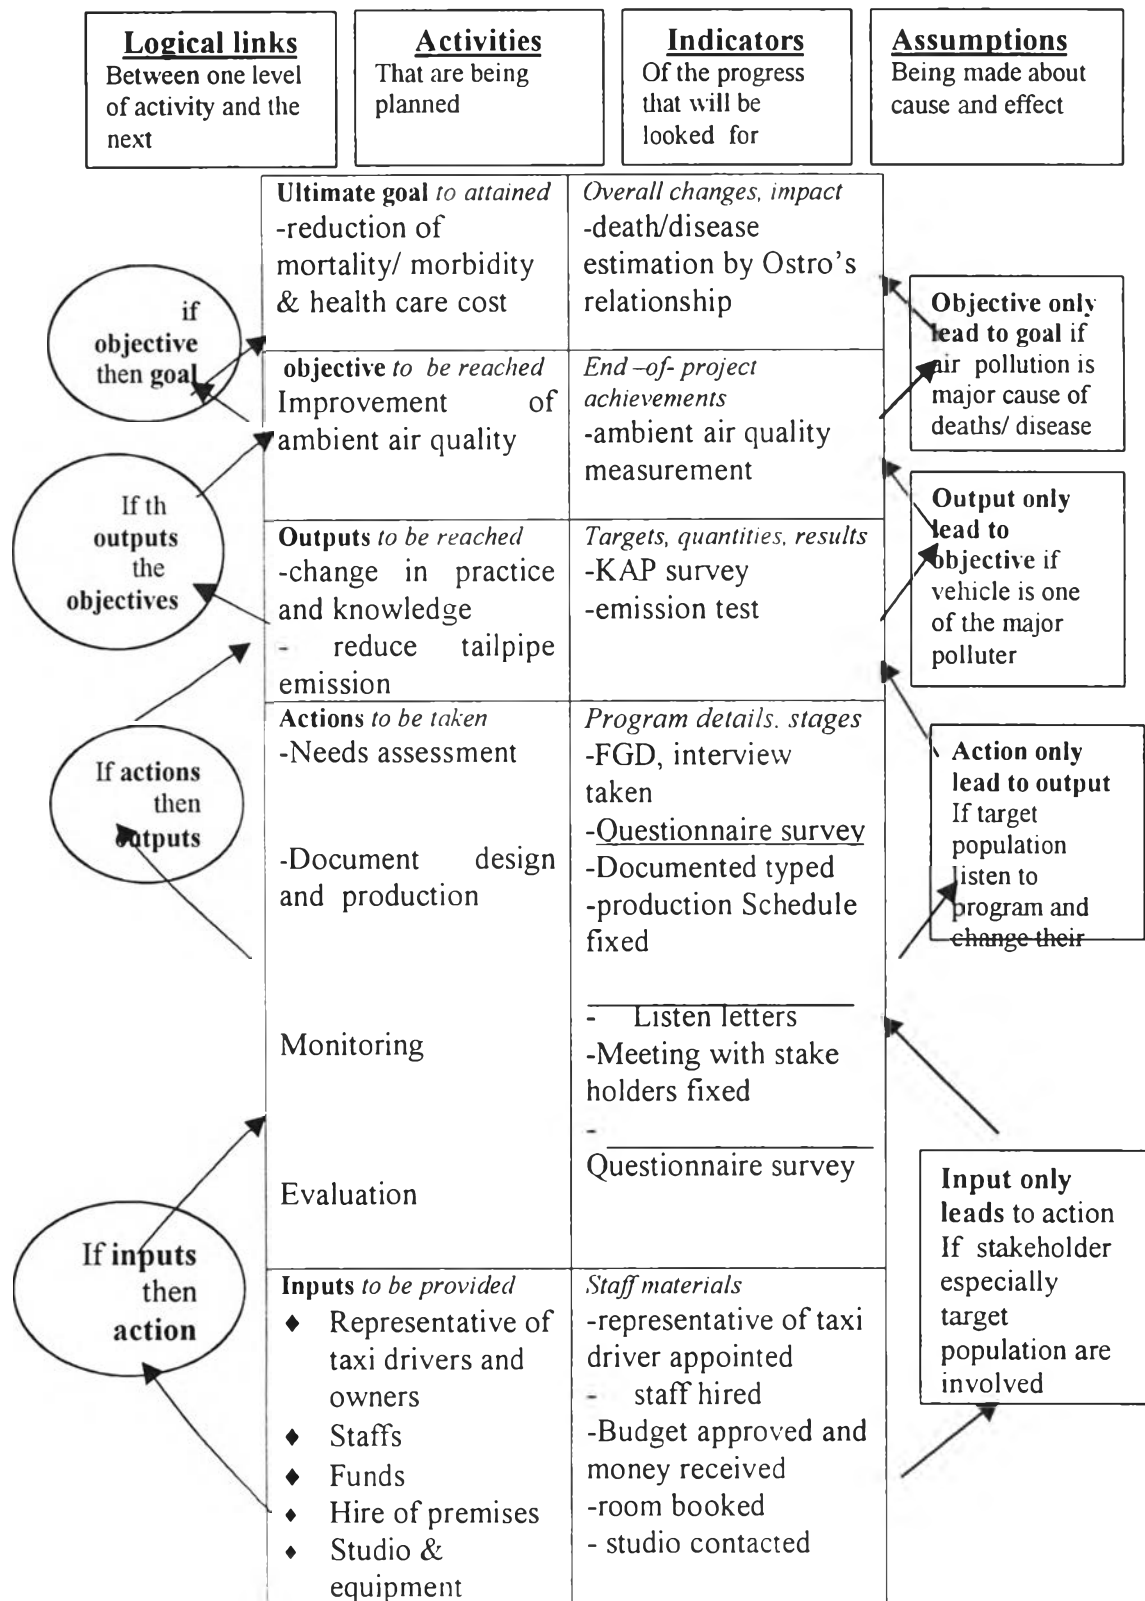 Logical links
Between one level
of activity and the
next
Activities
That are being
planned
Indicators
Of the progress
that will be
looked for
Assumptions
Being made about
cause and effect
Ultimate goal to attained
-reduction of
mortality/ morbidity
& health care cost
Overall changes, impact
-death/disease
estimation by Ostro's
relationship
if
objective
then goal
Objective only
lead to goal if
air pollution is
major cause of
deaths/ disease
objective to be reached
Improvement of
ambient air quality
End –of- project
achievements
-ambient air quality
measurement
If th
outputs
the
objectives
Output only
lead to
objective if
vehicle is one
of the major
polluter
Outputs to be reached
-change in practice
and knowledge
- reduce tailpipe
emission
Targets, quantities, results
-KAP survey
-emission test
If actions
then
outputs
Actions to be taken
-Needs assessment
-Document design
and production
Monitoring
Evaluation
Program details. stages
-FGD, interview
taken
-Questionnaire survey
-Documented typed
-production Schedule
fixed
- Listen letters
-Meeting with stake
holders fixed
-
Questionnaire survey
Action only
lead to output
If target
population
listen to
program and
change their
If inputs
then
action
Inputs to be provided
♦ Representative of
taxi drivers and
owners
♦ Staffs
♦ Funds
♦ Hire of premises
♦ Studio &
equipment
Staff materials
-representative of taxi
driver appointed
- staff hired
-Budget approved and
money received
-room booked
- studio contacted
Input only
leads to action
If stakeholder
especially
target
population are
involved